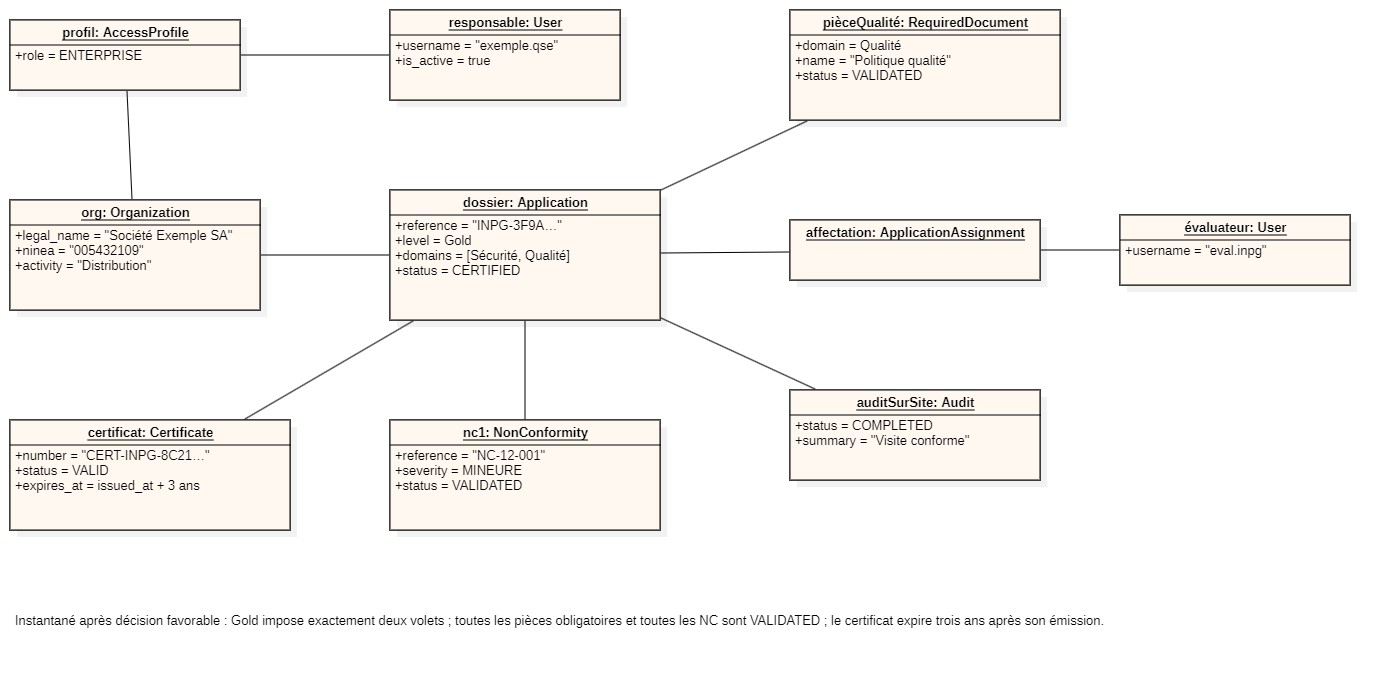 profil: AccessProfile
+role = ENTERPRISE
responsable: User
+username = "exemple.qse"
+is_active = true
pièceQualité: RequiredDocument
+domain = Qualité
+name = "Politique qualité"
+status = VALIDATED
org: Organization
+legal_name = "Société Exemple SA"
+ninea = "005432109"
+activity = "Distribution"
dossier: Application
+reference = "INPG-3F9A…"
+level = Gold
+domains = [Sécurité, Qualité]
+status = CERTIFIED
affectation: ApplicationAssignment
évaluateur: User
+username = "eval.inpg"
certificat: Certificate
+number = "CERT-INPG-8C21…"
+status = VALID
+expires_at = issued_at + 3 ans
nc1: NonConformity
+reference = "NC-12-001"
+severity = MINEURE
+status = VALIDATED
auditSurSite: Audit
+status = COMPLETED
+summary = "Visite conforme"
Instantané après décision favorable : Gold impose exactement deux volets ; toutes les pièces obligatoires et toutes les NC sont VALIDATED ; le certificat expire trois ans après son émission.